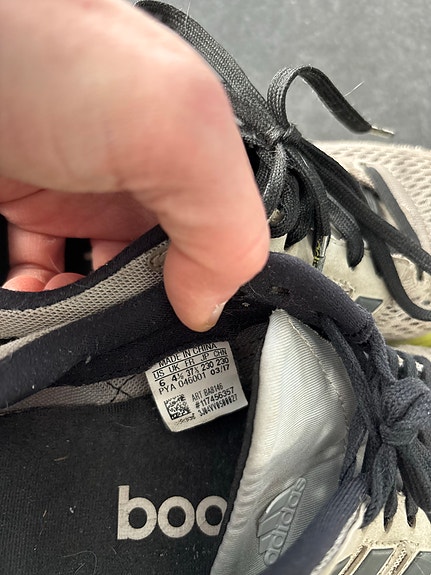 MADE IN CHINA
US UK FR JP CHN
6 4½ 37⅓ 230 230
PYA 046001 03/17
ART BA8146
#117456357
3J04VV0500027
boo
adidas